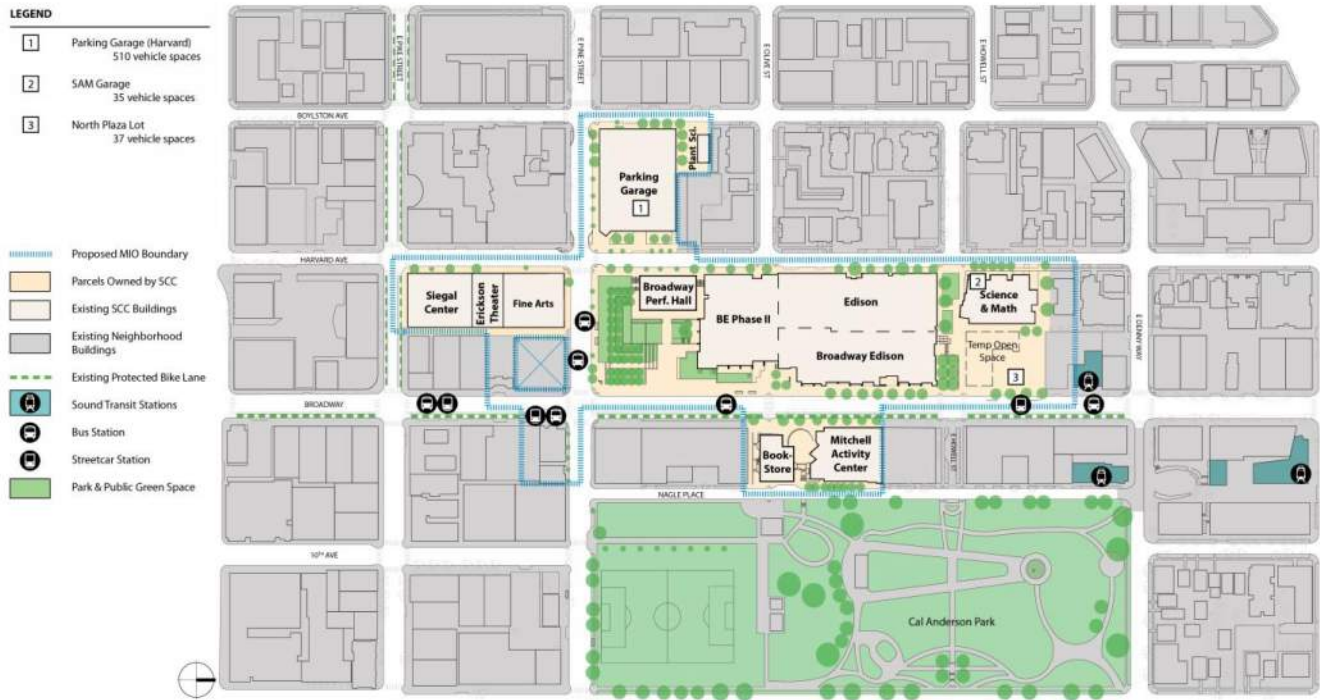 LEGEND
1
Parking Garage (Harvard)
510 vehicle spaces
2
SAM Garage
35 vehicle spaces
3
North Plaza Lot
37 vehicle spaces
Proposed MIO Boundary
Parcels Owned by SCC
Existing SCC Buildings
Existing Neighborhood
Buildings
Existing Protected Bike Lane
Sound Transit Stations
Bus Station
Streetcar Station
Park & Public Green Space
E PIKE STREET
E PINE STREET
E OLIVE ST
E HOWELL ST
BOYLSTON AVE
Plant Sci.
Parking
Garage
1
HARVARD AVE
Siegal
Center
Erickson
Theater
Fine Arts
Broadway
Perf. Hall
BE Phase II
Edison
Broadway Edison
2
Science
& Math
Temp Open
Space
3
E DENNY WAY
BROADWAY
Book-
Store
Mitchell
Activity
Center
E HOWELL ST
NAGLE PLACE
10TH AVE
Cal Anderson Park